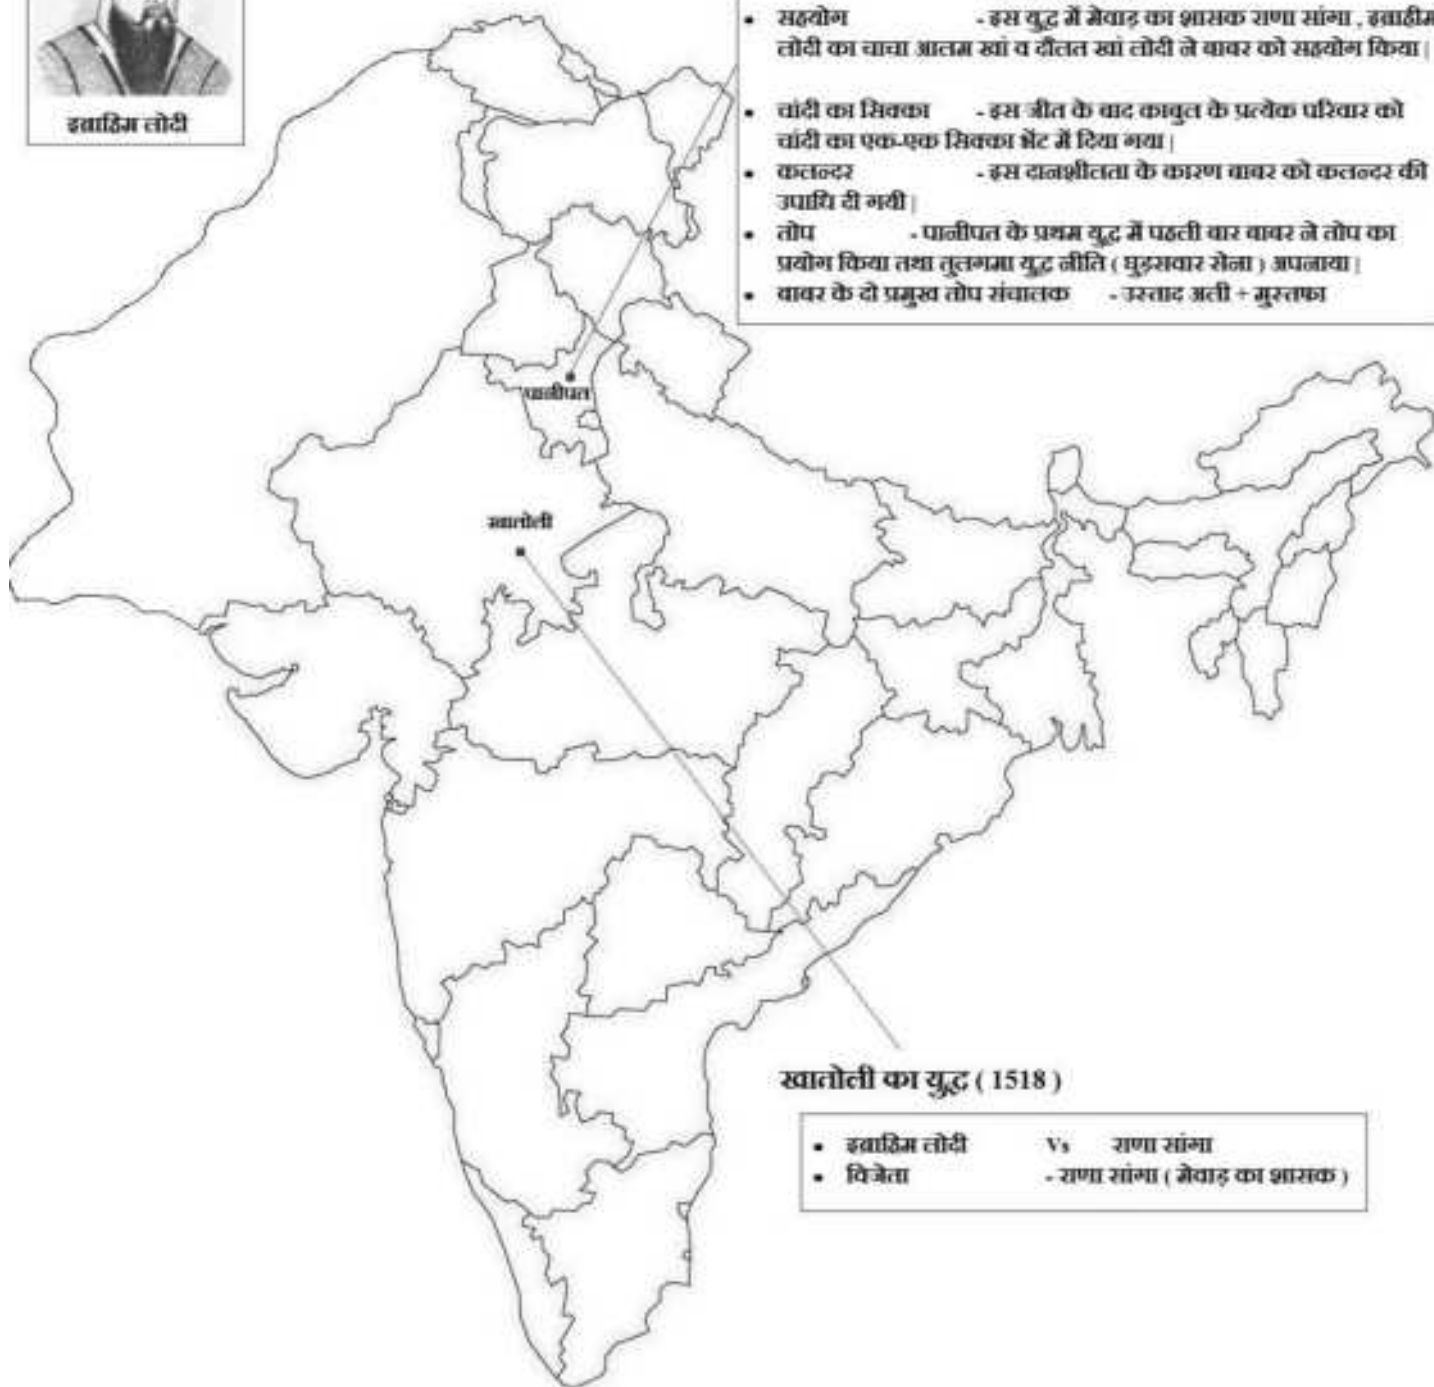 इब्राहिम लोदी
• सहयोग - इस युद्ध में मेवाड़ का शासक राणा सांगा , इब्राहीम
लोदी का चाचा आलम खां व दौलत खां लोदी ने बाबर को सहयोग किया |
• चांदी का सिक्का - इस जीत के बाद काबुल के प्रत्येक परिवार को
चांदी का एक-एक सिक्का भेंट में दिया गया |
• कलन्दर - इस दानशीलता के कारण बाबर को कलन्दर की
उपाधि दी गयी |
• तोप - पानीपत के प्रथम युद्ध में पहली बार बाबर ने तोप का
प्रयोग किया तथा तुलगमा युद्ध नीति ( घुड़सवार सेना ) अपनाया |
• बाबर के दो प्रमुख तोप संचालक - उस्ताद अली + मुस्तफा
पानीपत
खातोली
खातोली का युद्ध ( 1518 )
• इब्राहिम लोदी Vs राणा सांगा
• विजेता - राणा सांगा ( मेवाड़ का शासक )